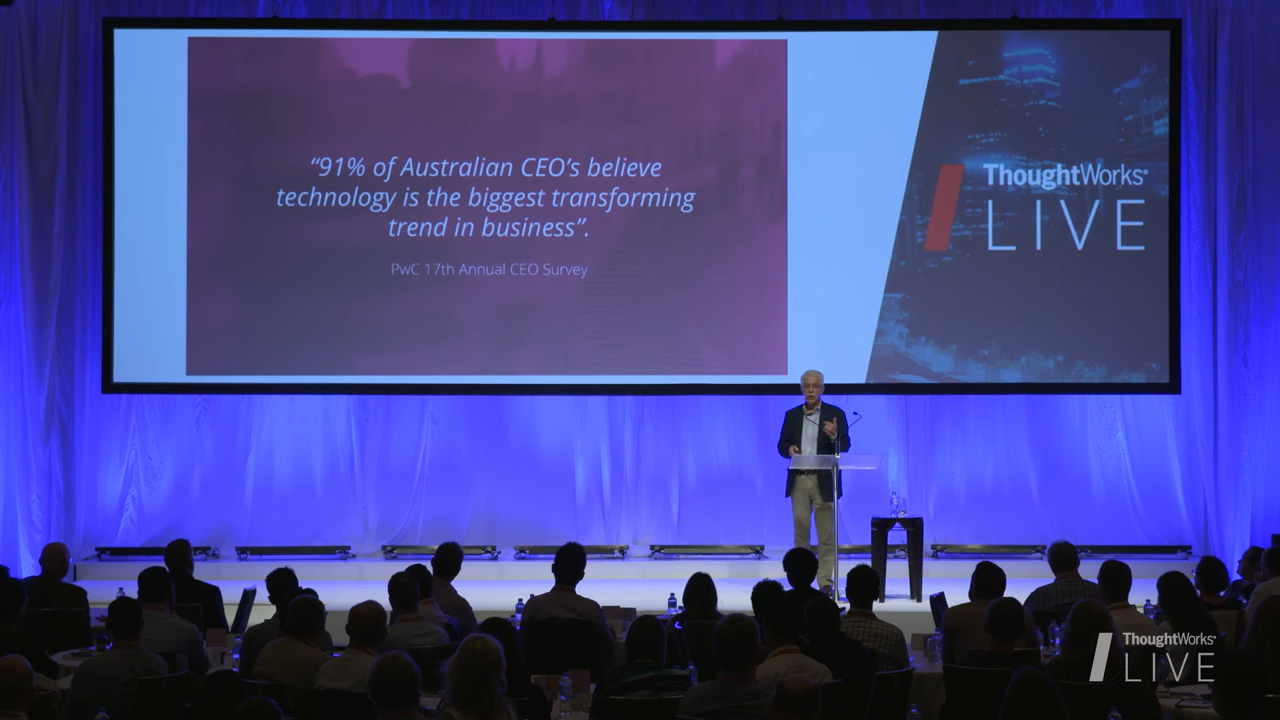 “91% of Australian CEO’s believe
technology is the biggest transforming
trend in business”.
PwC 17th Annual CEO Survey
ThoughtWorks®
LIVE
ThoughtWorks®
LIVE